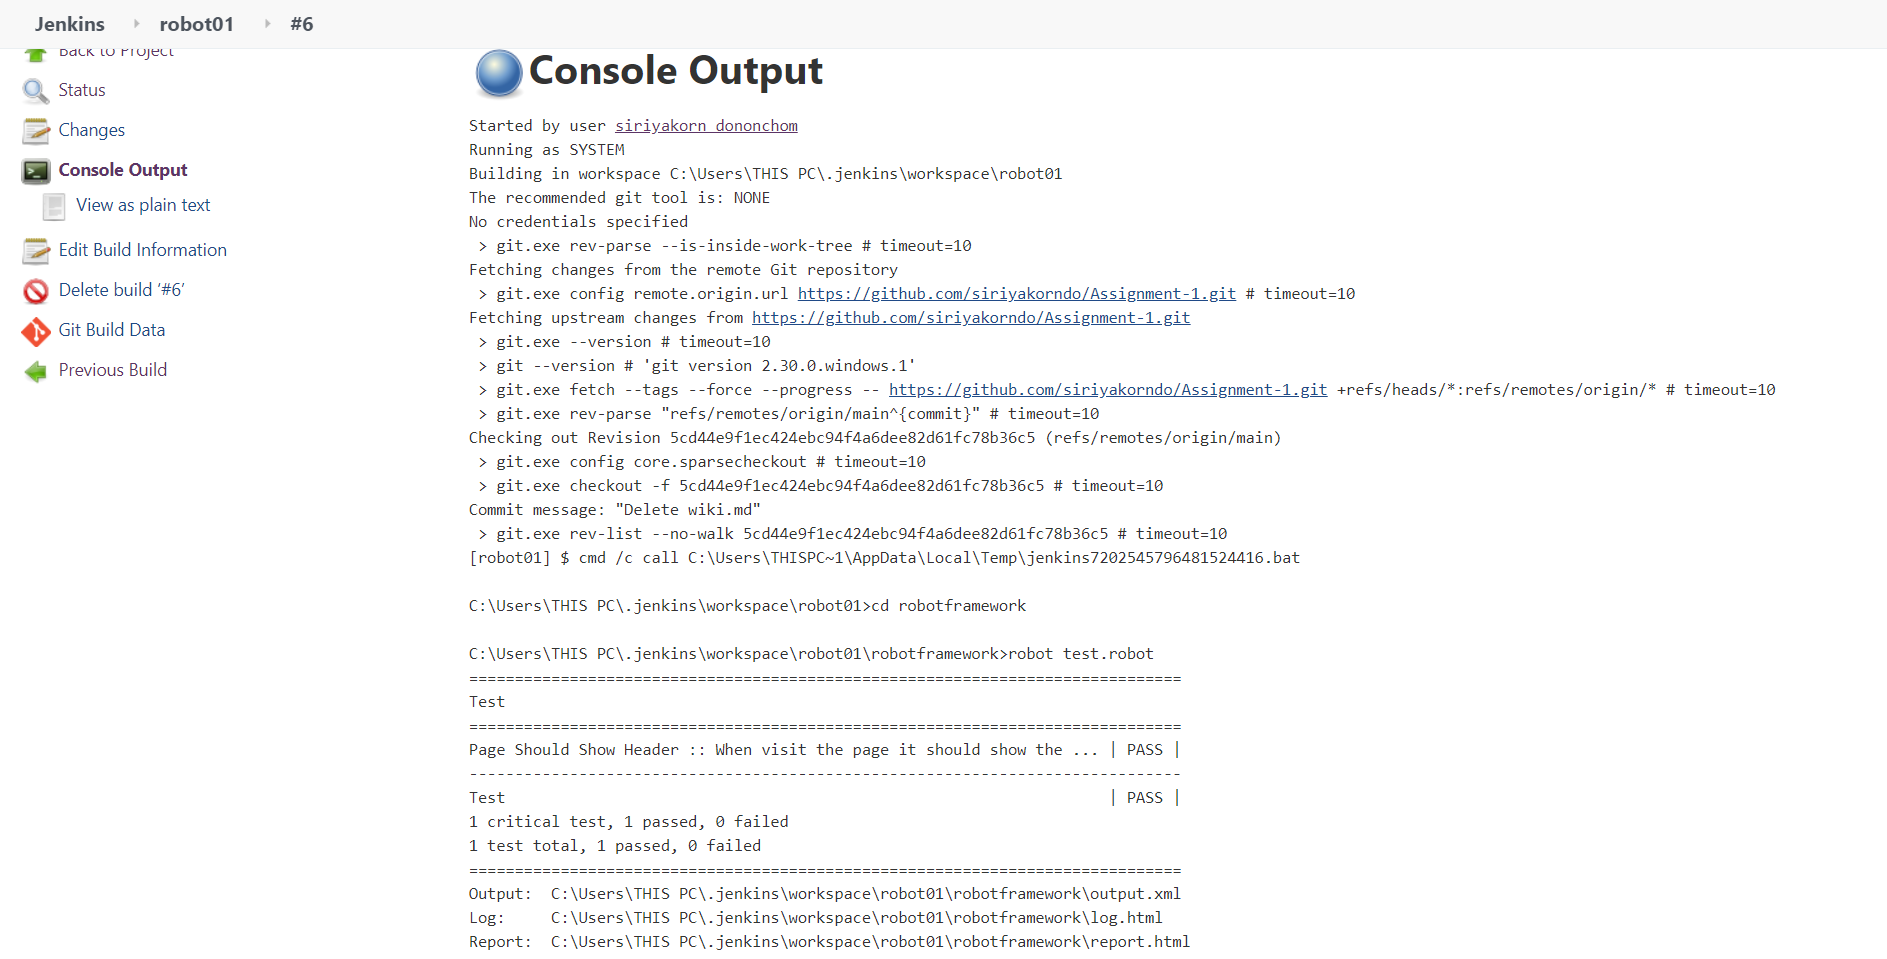 Jenkins robot01 #6
Back to Project
Status
Changes
Console Output
View as plain text
Edit Build Information
Delete build ‘#6’
Git Build Data
Previous Build
Console Output
Started by user siriyakorn dononchom
Running as SYSTEM
Building in workspace C:\Users\THIS PC\.jenkins\workspace\robot01
The recommended git tool is: NONE
No credentials specified
 > git.exe rev-parse --is-inside-work-tree # timeout=10
Fetching changes from the remote Git repository
 > git.exe config remote.origin.url https://github.com/siriyakorndo/Assignment-1.git # timeout=10
Fetching upstream changes from https://github.com/siriyakorndo/Assignment-1.git
 > git.exe --version # timeout=10
 > git --version # 'git version 2.30.0.windows.1'
 > git.exe fetch --tags --force --progress -- https://github.com/siriyakorndo/Assignment-1.git +refs/heads/*:refs/remotes/origin/* # timeout=10
 > git.exe rev-parse "refs/remotes/origin/main^{commit}" # timeout=10
Checking out Revision 5cd44e9f1ec424ebc94f4a6dee82d61fc78b36c5 (refs/remotes/origin/main)
 > git.exe config core.sparsecheckout # timeout=10
 > git.exe checkout -f 5cd44e9f1ec424ebc94f4a6dee82d61fc78b36c5 # timeout=10
Commit message: "Delete wiki.md"
 > git.exe rev-list --no-walk 5cd44e9f1ec424ebc94f4a6dee82d61fc78b36c5 # timeout=10
[robot01] $ cmd /c call C:\Users\THISPC~1\AppData\Local\Temp\jenkins7202545796481524416.bat
C:\Users\THIS PC\.jenkins\workspace\robot01>cd robotframework
C:\Users\THIS PC\.jenkins\workspace\robot01\robotframework>robot test.robot
==============================================================================
Test
==============================================================================
Page Should Show Header :: When visit the page it should show the ... | PASS |
------------------------------------------------------------------------------
Test                                                                  | PASS |
1 critical test, 1 passed, 0 failed
1 test total, 1 passed, 0 failed
==============================================================================
Output:  C:\Users\THIS PC\.jenkins\workspace\robot01\robotframework\output.xml
Log:     C:\Users\THIS PC\.jenkins\workspace\robot01\robotframework\log.html
Report:  C:\Users\THIS PC\.jenkins\workspace\robot01\robotframework\report.html